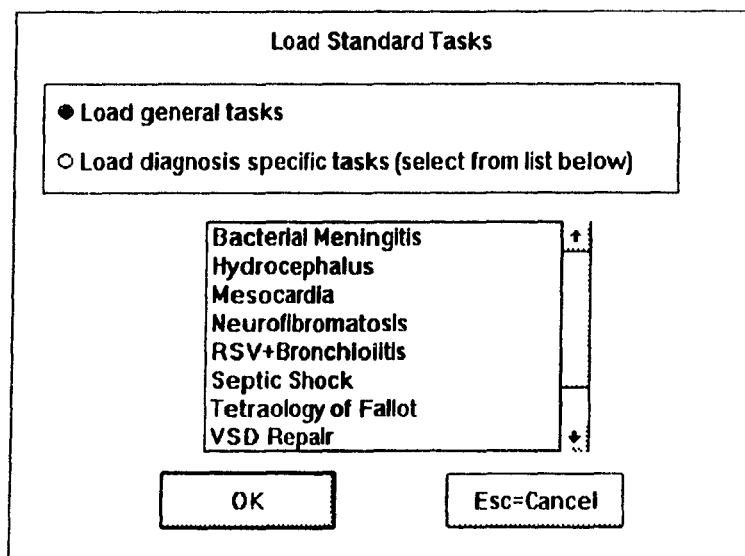 Load Standard Tasks
Load general tasks
Load diagnosis specific tasks (select from list below)
Bacterial Meningitis
Hydrocephalus
Mesocardia
Neurofibromatosis
RSV+Bronchiolitis
Septic Shock
Tetraology of Fallot
VSD Repair
OK
Esc=Cancel